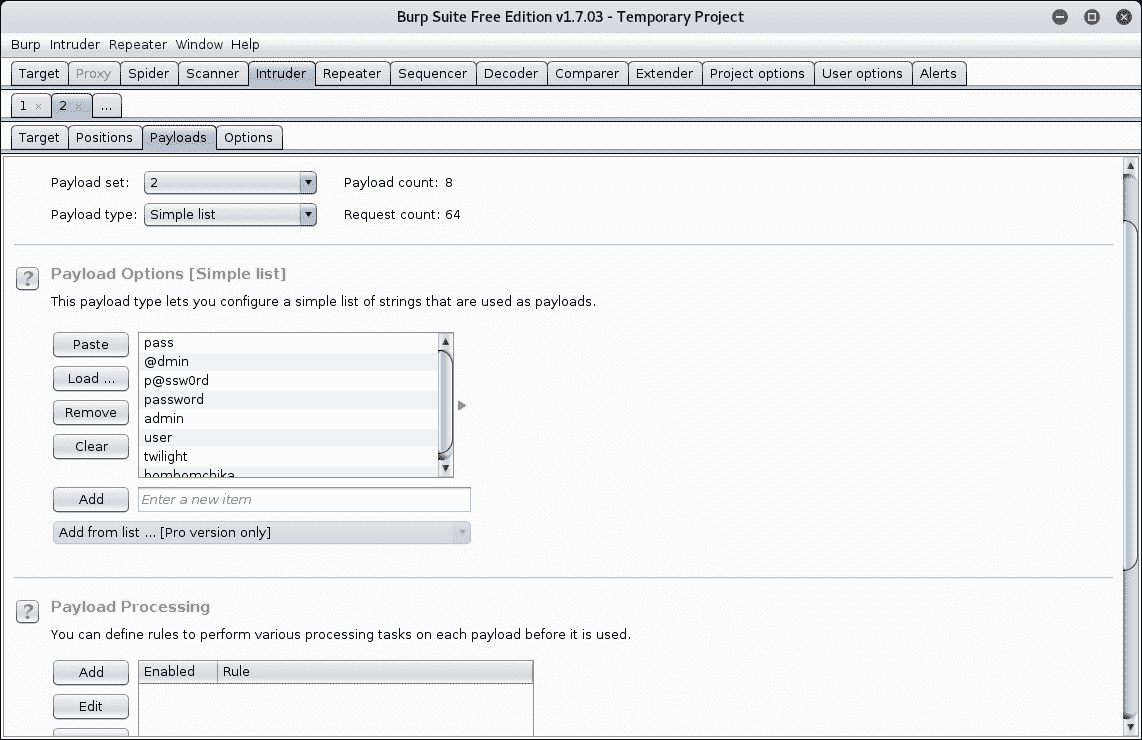 Burp Suite Free Edition v1.7.03 - Temporary Project
Burp Intruder Repeater Window Help
Target Proxy Spider Scanner Intruder Repeater Sequencer Decoder Comparer Extender Project options User options Alerts
1 × 2 × ...
Target Positions Payloads Options
Payload set: 2 Payload count: 8
Payload type: Simple list Request count: 64
? Payload Options [Simple list]
This payload type lets you configure a simple list of strings that are used as payloads.
Paste
Load ...
Remove
Clear
pass
@dmin
p@ssw0rd
password
admin
user
twilight
bombomchika
Add Enter a new item
Add from list ... [Pro version only]
? Payload Processing
You can define rules to perform various processing tasks on each payload before it is used.
Add Enabled Rule
Edit